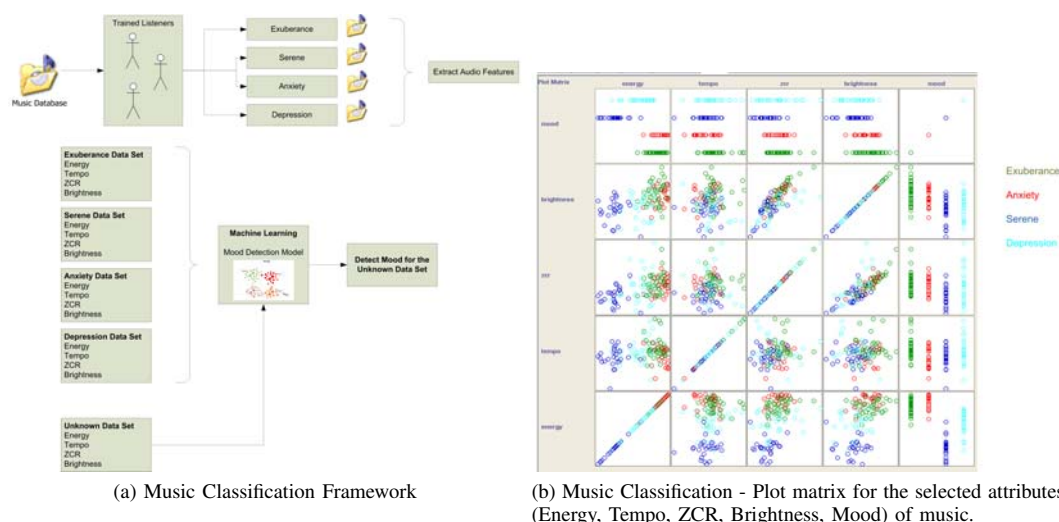 Trained Listeners
Music Database
Exuberance
Serene
Anxiety
Depression
Extract Audio Features
Exuberance Data Set
Energy
Tempo
ZCR
Brightness
Serene Data Set
Energy
Tempo
ZCR
Brightness
Anxiety Data Set
Energy
Tempo
ZCR
Brightness
Depression Data Set
Energy
Tempo
ZCR
Brightness
Unknown Data Set
Energy
Tempo
ZCR
Brightness
Machine Learning
Mood Detection Model
Detect Mood for the
Unknown Data Set
(a) Music Classification Framework
Plot Matrix
energy
tempo
zcr
brightness
mood
mood
brightness
zcr
tempo
energy
Exuberance
Anxiety
Serene
Depression
(b) Music Classification - Plot matrix for the selected attributes
(Energy, Tempo, ZCR, Brightness, Mood) of music.